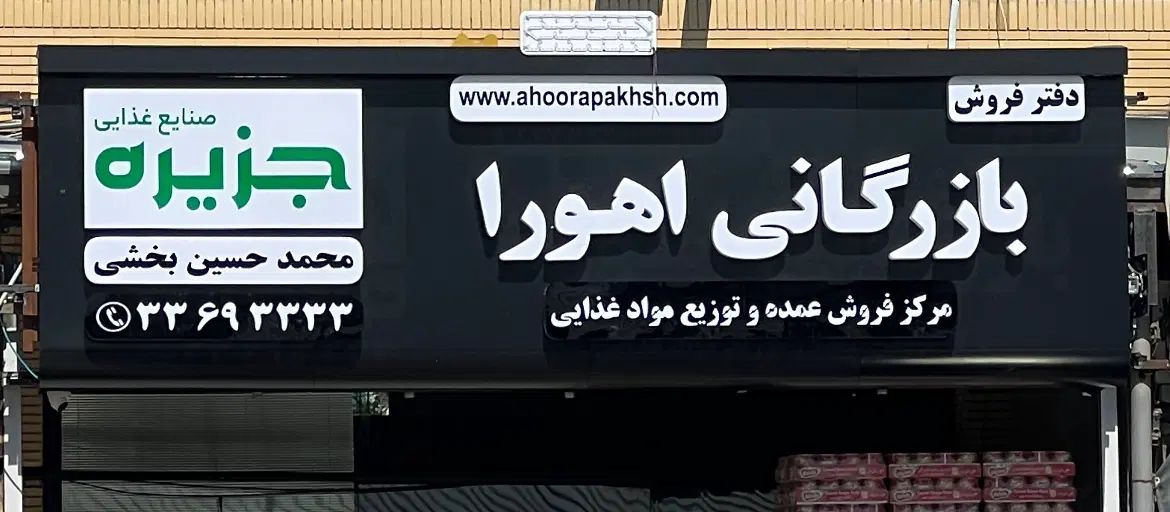 دفتر فروش
www.ahoorapakhsh.com
بازرگانی اهورا
مرکز فروش عمده و توزیع مواد غذایی
صنایع غذایی
جزیره
محمد حسین بخشی
۳۳ ۶۹ ۳۳۳۳